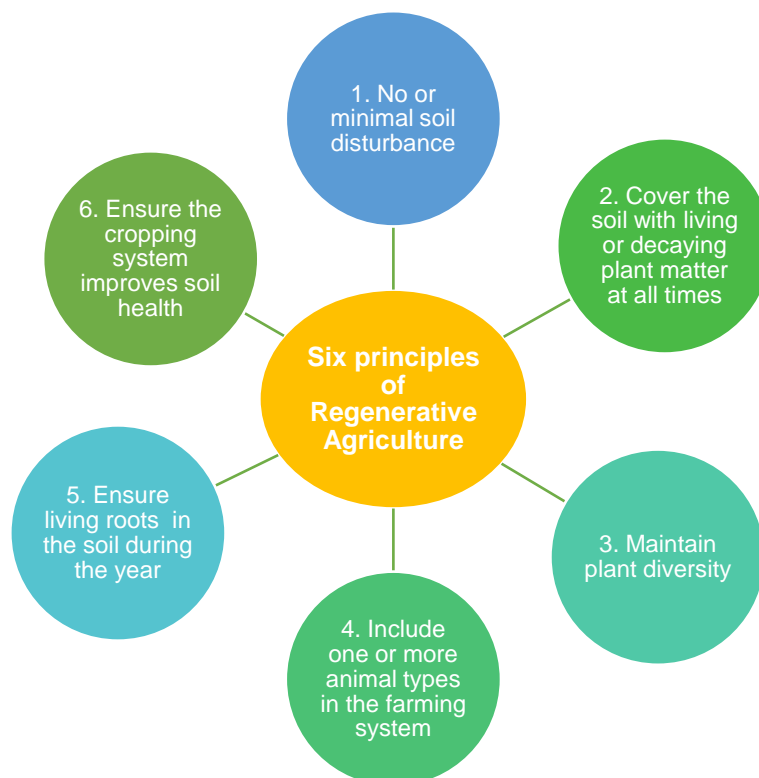 1. No or
minimal soil
disturbance
2. Cover the
soil with living
or decaying
plant matter
at all times
3. Maintain
plant diversity
4. Include
one or more
animal types
in the farming
system
5. Ensure
living roots  in
the soil during
the year
6. Ensure the
cropping
system
improves soil
health
Six principles
of
Regenerative
Agriculture